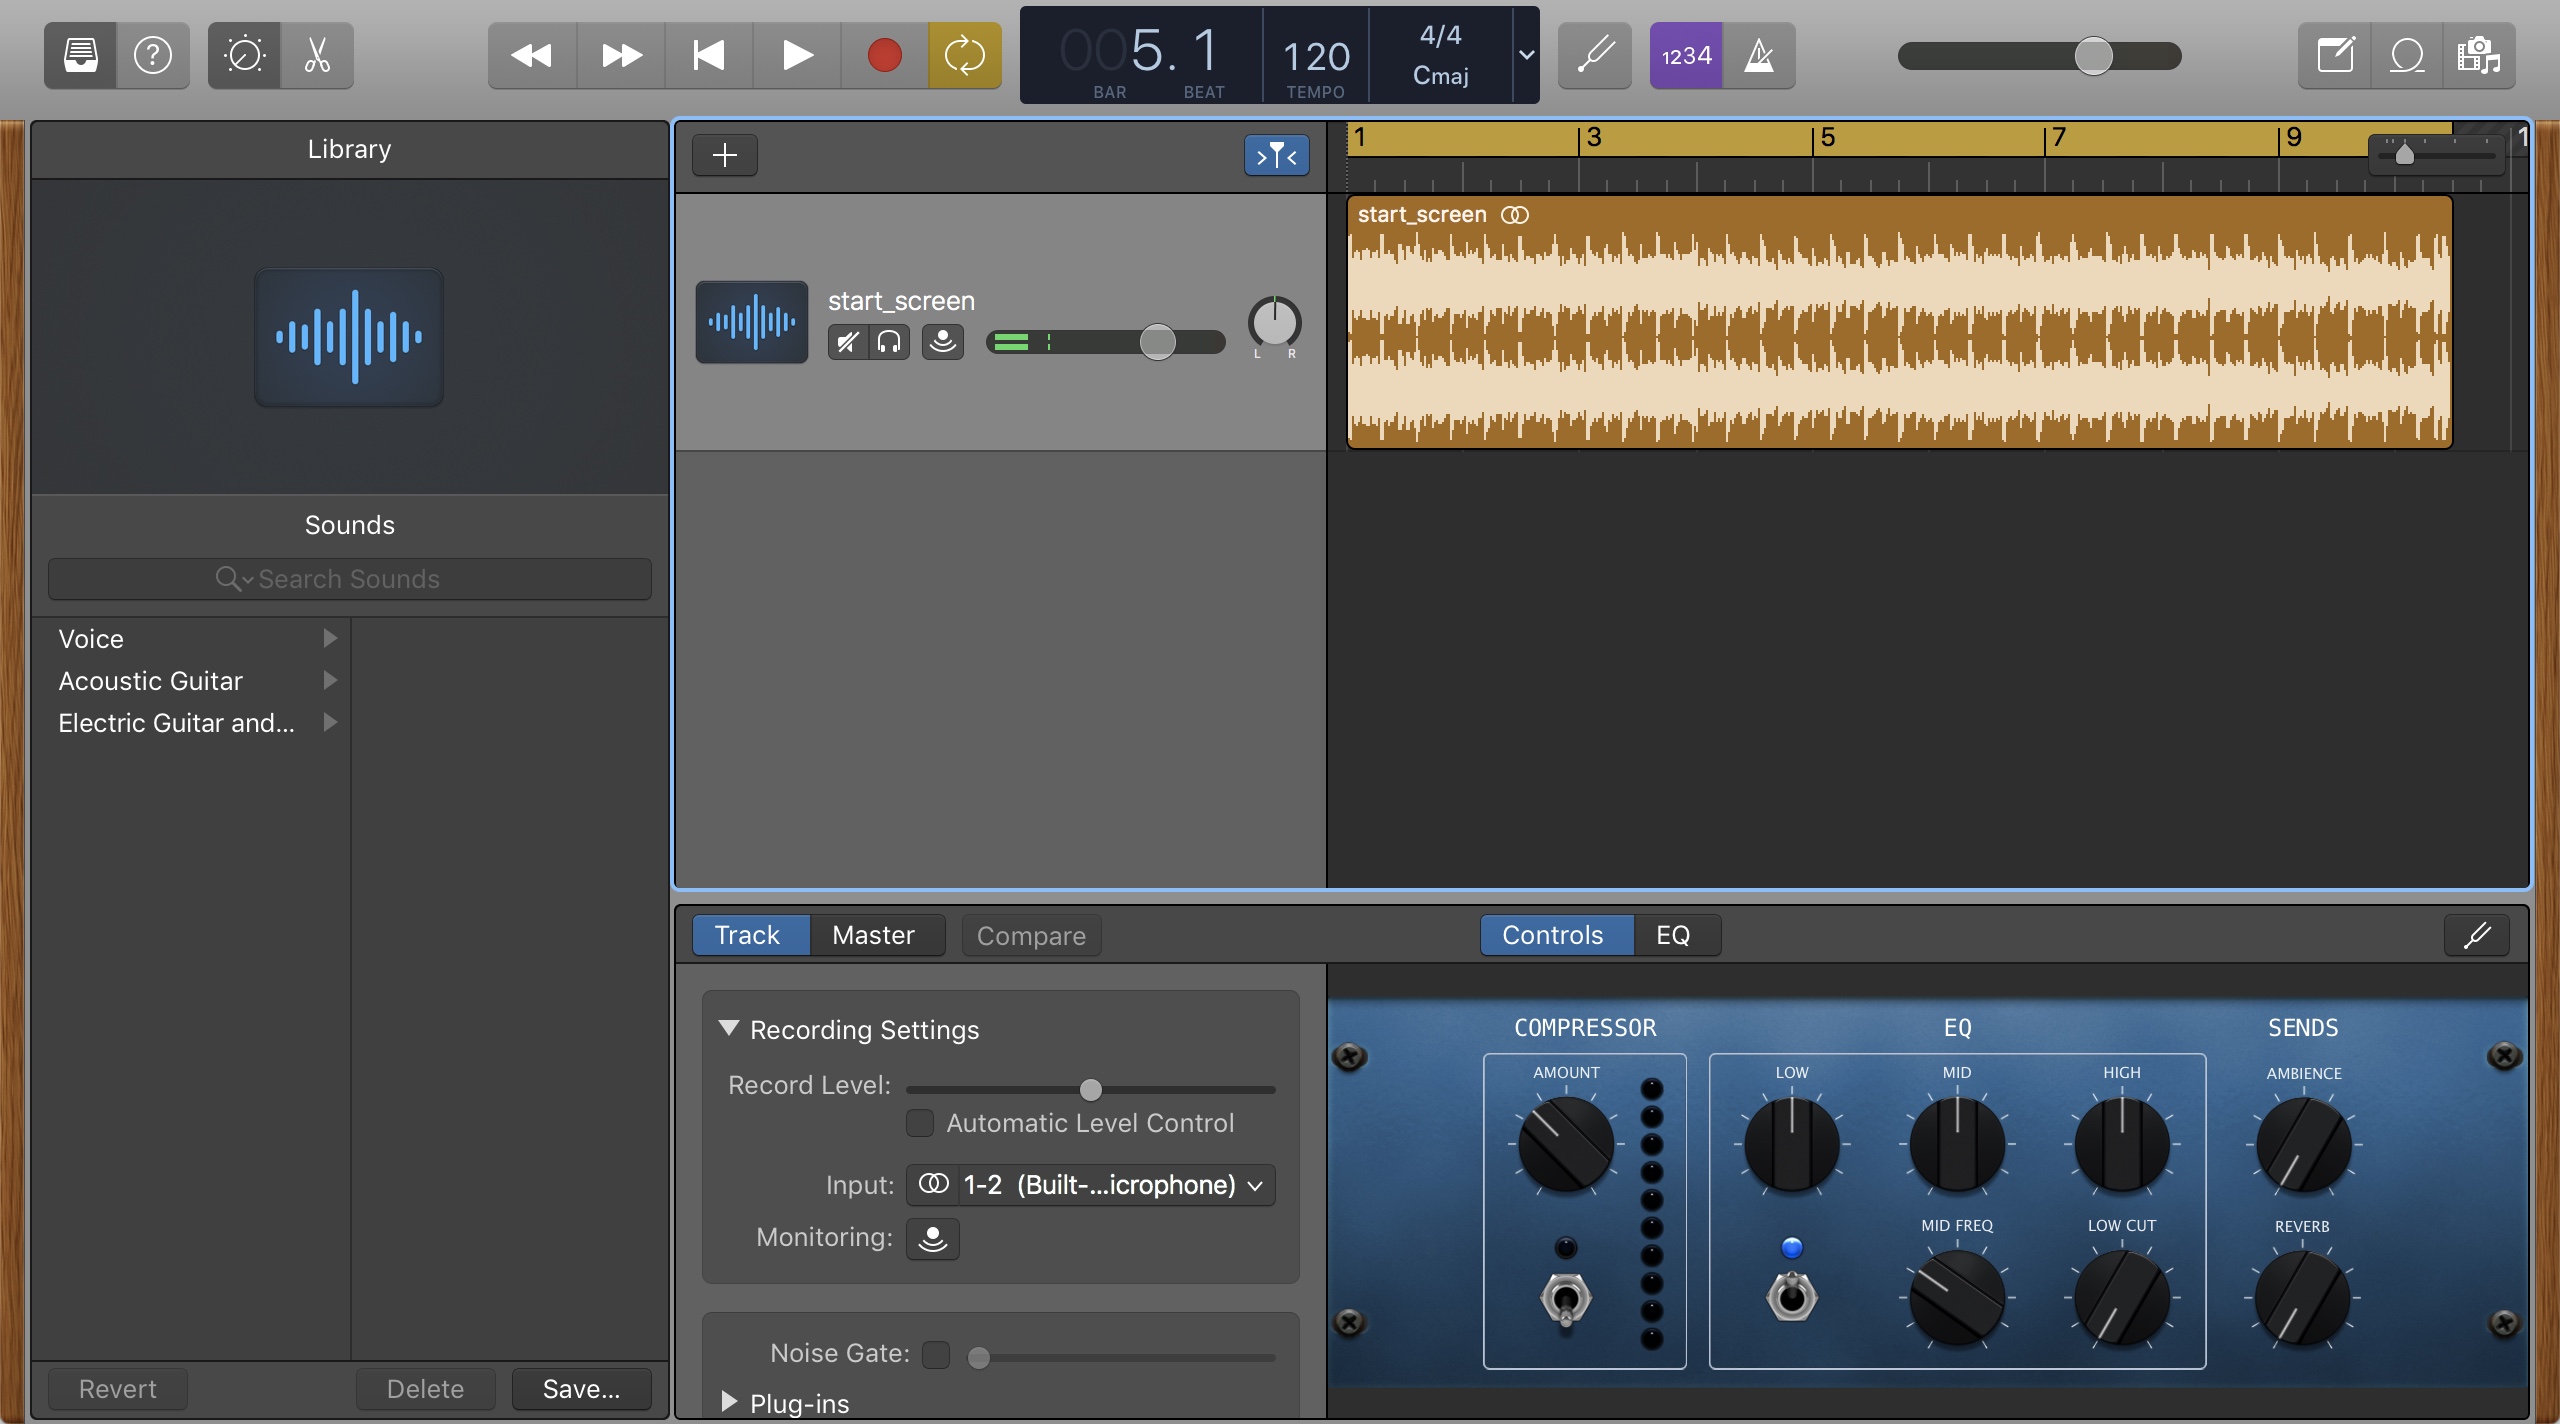 005. 1
BAR BEAT
120
TEMPO
4/4
Cmaj
1234
Library
Sounds
Search Sounds
Voice
Acoustic Guitar
Electric Guitar and...
Revert
Delete
Save...
1 3 5 7 9 1
start_screen
L R
start_screen
Track
Master
Compare
Controls
EQ
Recording Settings
Record Level:
Automatic Level Control
Input: 1-2 (Built-...icrophone)
Monitoring:
Noise Gate:
Plug-ins
COMPRESSOR
AMOUNT
EQ
LOW MID HIGH
MID FREQ LOW CUT
SENDS
AMBIENCE
REVERB